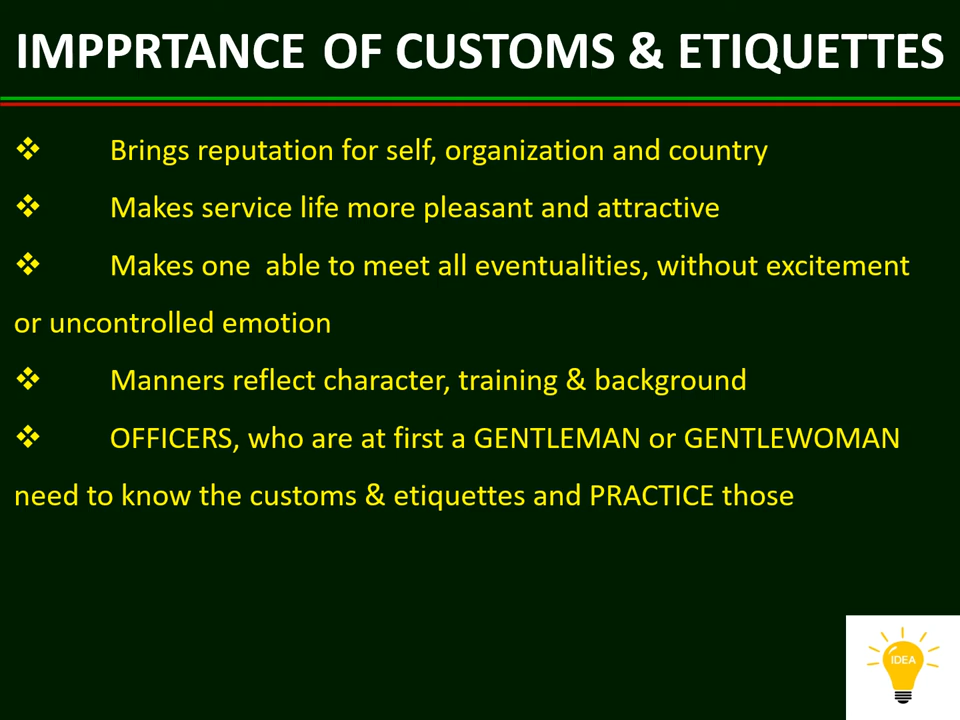 IMPPRTANCE OF CUSTOMS & ETIQUETTES
❖ Brings reputation for self, organization and country
❖ Makes service life more pleasant and attractive
❖ Makes one able to meet all eventualities, without excitement
or uncontrolled emotion
❖ Manners reflect character, training & background
❖ OFFICERS, who are at first a GENTLEMAN or GENTLEWOMAN
need to know the customs & etiquettes and PRACTICE those
IDEA